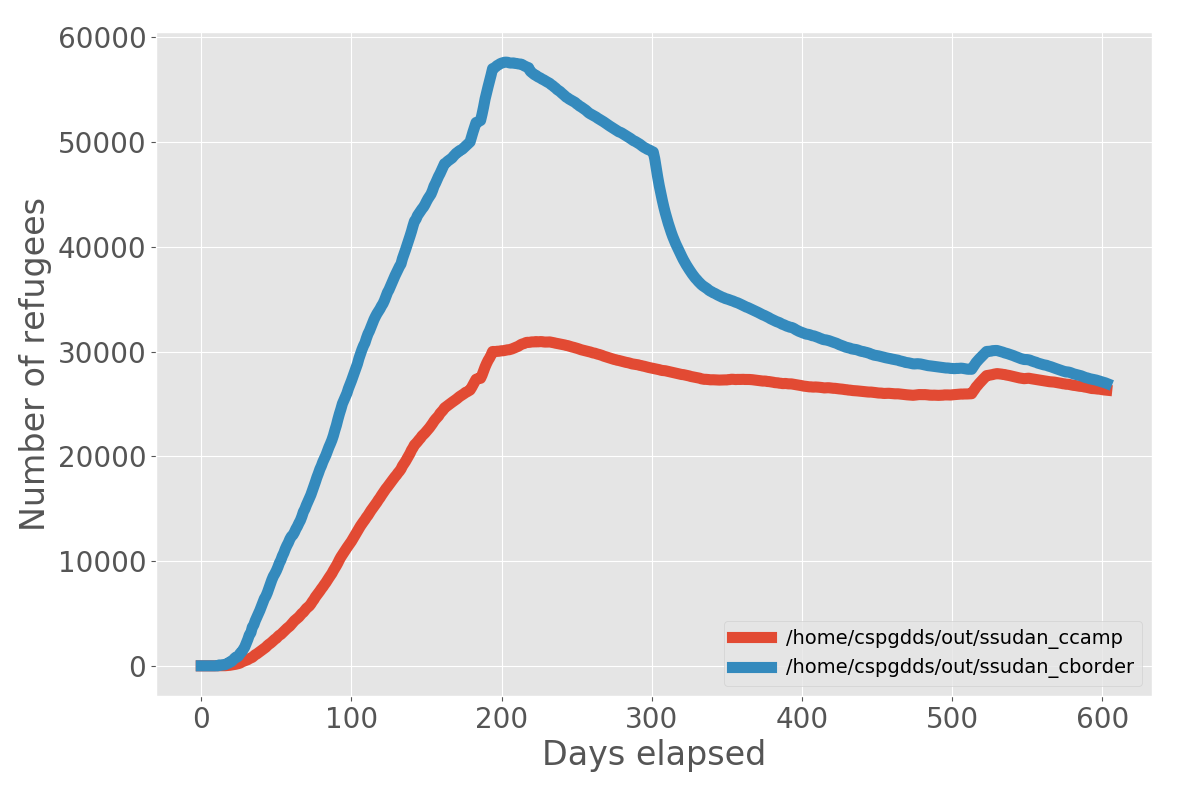 60000
50000
40000
30000
20000
10000
0
Number of refugees
0 100 200 300 400 500 600
Days elapsed
/home/cspgdds/out/ssudan_ccamp
/home/cspgdds/out/ssudan_cborder